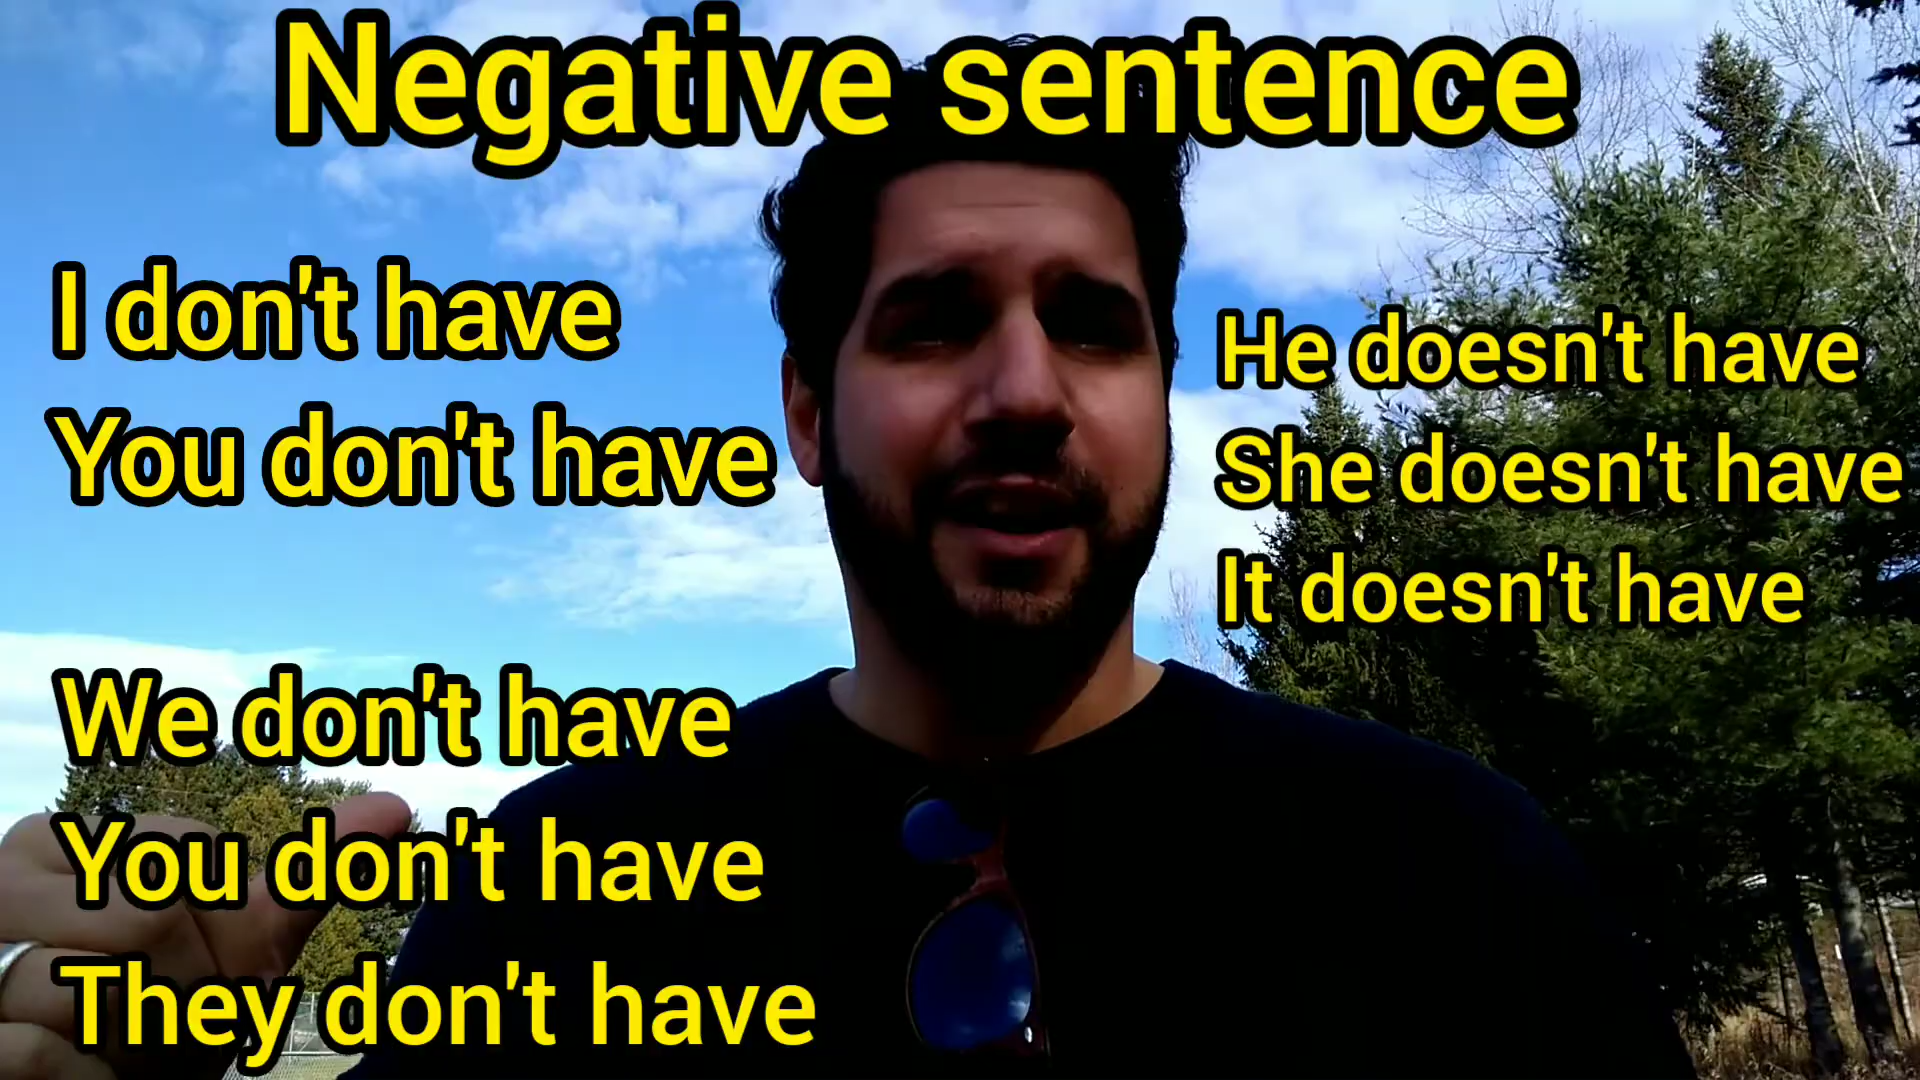 Negative sentence
I don't have
You don't have
We don't have
You don't have
They don't have
He doesn't have
She doesn't have
It doesn't have